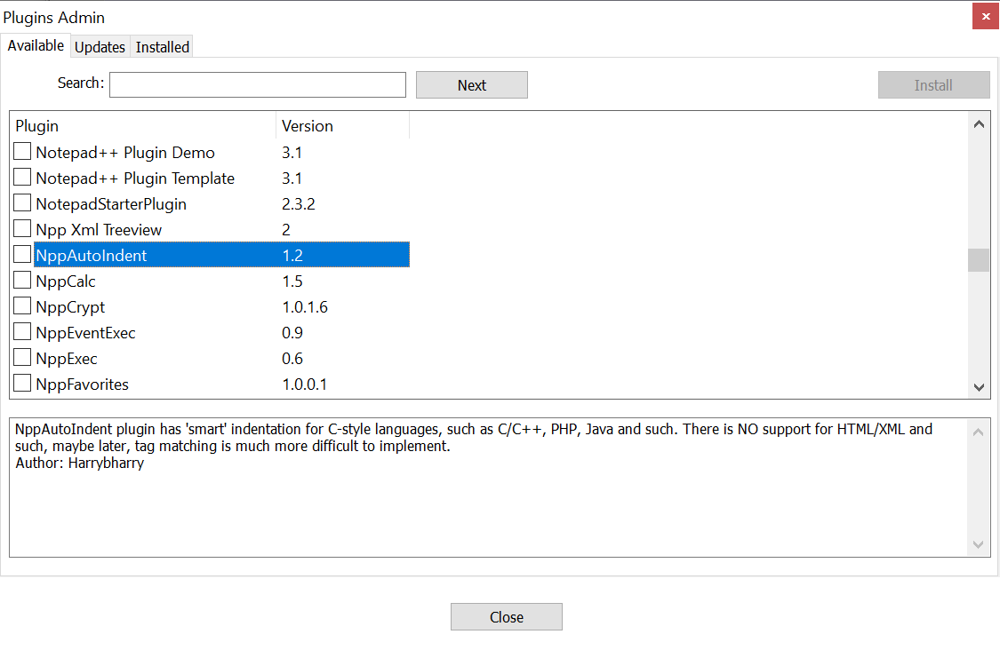 Plugins Admin
Available Updates Installed
Search: Next Install
Plugin Version
Notepad++ Plugin Demo 3.1
Notepad++ Plugin Template 3.1
NotepadStarterPlugin 2.3.2
Npp Xml Treeview 2
NppAutoIndent 1.2
NppCalc 1.5
NppCrypt 1.0.1.6
NppEventExec 0.9
NppExec 0.6
NppFavorites 1.0.0.1
NppAutoIndent plugin has 'smart' indentation for C-style languages, such as C/C++, PHP, Java and such. There is NO support for HTML/XML and
such, maybe later, tag matching is much more difficult to implement.
Author: Harrybharry
Close